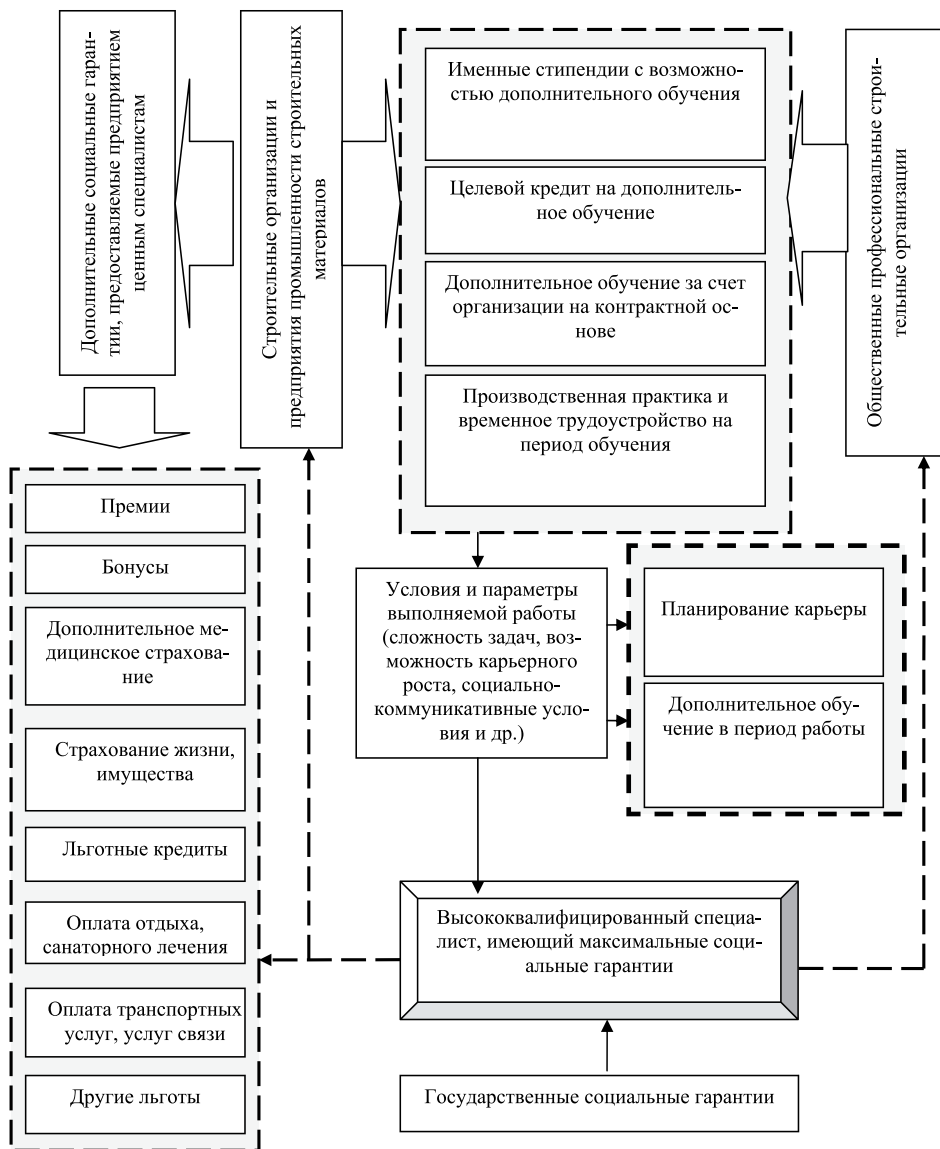 Дополнительные социальные гаран-
тии, предоставляемые предприятием
ценным специалистам
Строительные организации и
предприятия промышленности строительных
материалов
Именные стипендии с возможно-
стью дополнительного обучения
Целевой кредит на дополнитель-
ное обучение
Дополнительное обучение за счет
организации на контрактной ос-
нове
Производственная практика и
временное трудоустройство на
период обучения
Общественные профессиональные строи-
тельные организации
Премии
Бонусы
Дополнительное ме-
дицинское страхова-
ние
Страхование жизни,
имущества
Льготные кредиты
Оплата отдыха,
санаторного лечения
Оплата транспортных
услуг, услуг связи
Другие льготы
Условия и параметры
выполняемой работы
(сложность задач, воз-
можность карьерного
роста, социально-
коммуникативные усло-
вия и др.)
Планирование карьеры
Дополнительное обу-
чение в период работы
Высококвалифицированный специа-
лист, имеющий максимальные соци-
альные гарантии
Государственные социальные гарантии